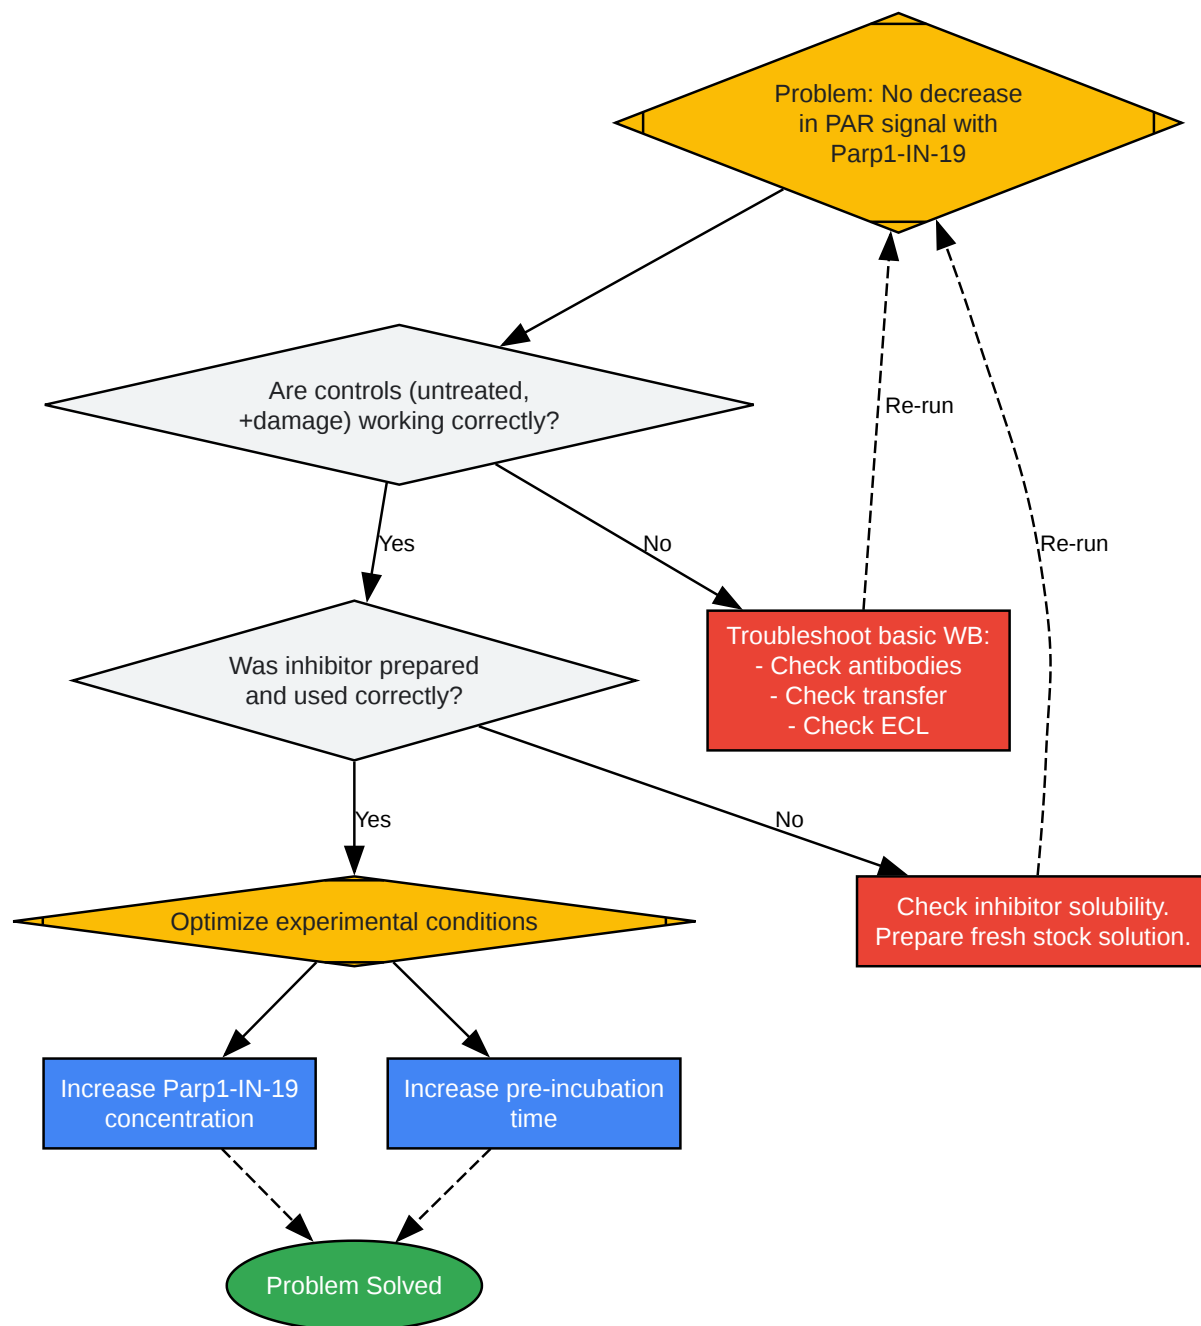 Problem: No decrease
in PAR signal with
Parp1-IN-19
Are controls (untreated,
+damage) working correctly?
Re-run
Yes
No
Re-run
Was inhibitor prepared
and used correctly?
Troubleshoot basic WB:
- Check antibodies
- Check transfer
- Check ECL
Yes
No
Optimize experimental conditions
Check inhibitor solubility.
Prepare fresh stock solution.
Increase Parp1-IN-19
concentration
Increase pre-incubation
time
Problem Solved